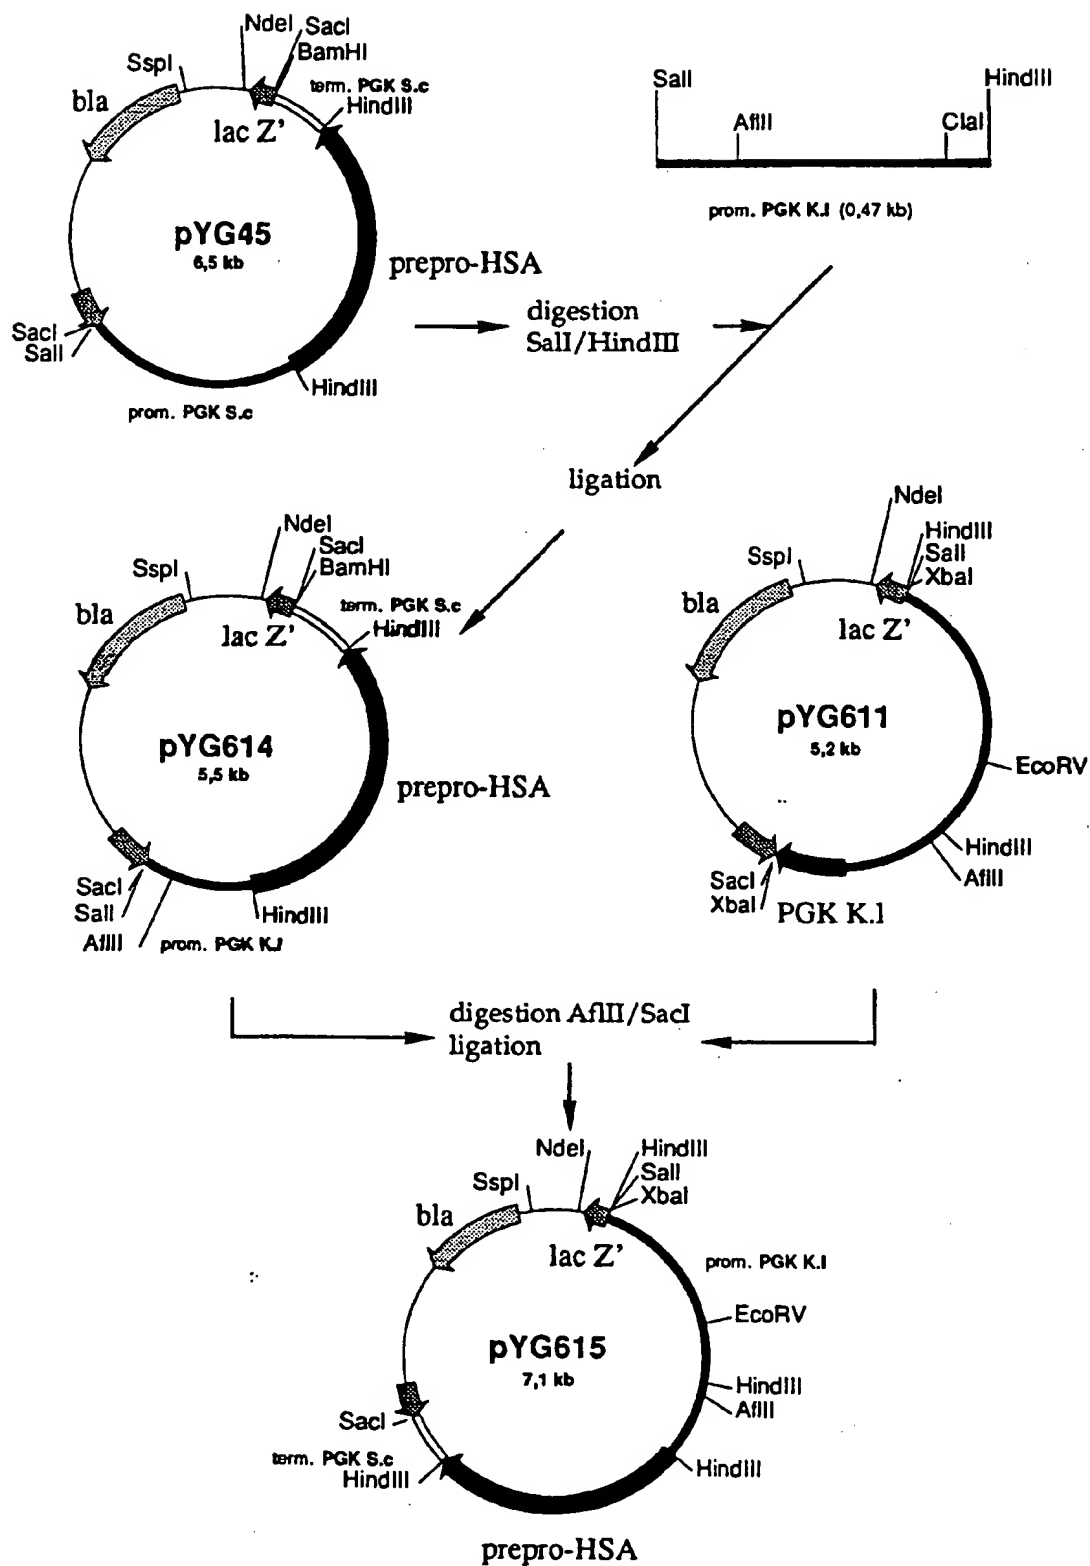 NdeI
SacI
BamHI
SspI
term. PGK S.c
HindIII
bla
lac Z'
pYG45
6,5 kb
prepro-HSA
SacI
SalI
HindIII
prom. PGK S.c
SalI
HindIII
AflII
ClaI
prom. PGK K.l (0,47 kb)
digestion
SalI/HindIII
ligation
NdeI
SacI
BamHI
SspI
term. PGK S.c
HindIII
bla
lac Z'
pYG614
5,5 kb
prepro-HSA
SacI
SalI
AflII
HindIII
prom. PGK K.l
NdeI
HindIII
SalI
XbaI
SspI
bla
lac Z'
pYG611
5,2 kb
EcoRV
HindIII
AflII
SacI
XbaI
PGK K.l
digestion AflII/SacI
ligation
NdeI
HindIII
SalI
XbaI
SspI
bla
lac Z'
prom. PGK K.l
EcoRV
pYG615
7,1 kb
HindIII
AflII
SacI
term. PGK S.c
HindIII
HindIII
prepro-HSA